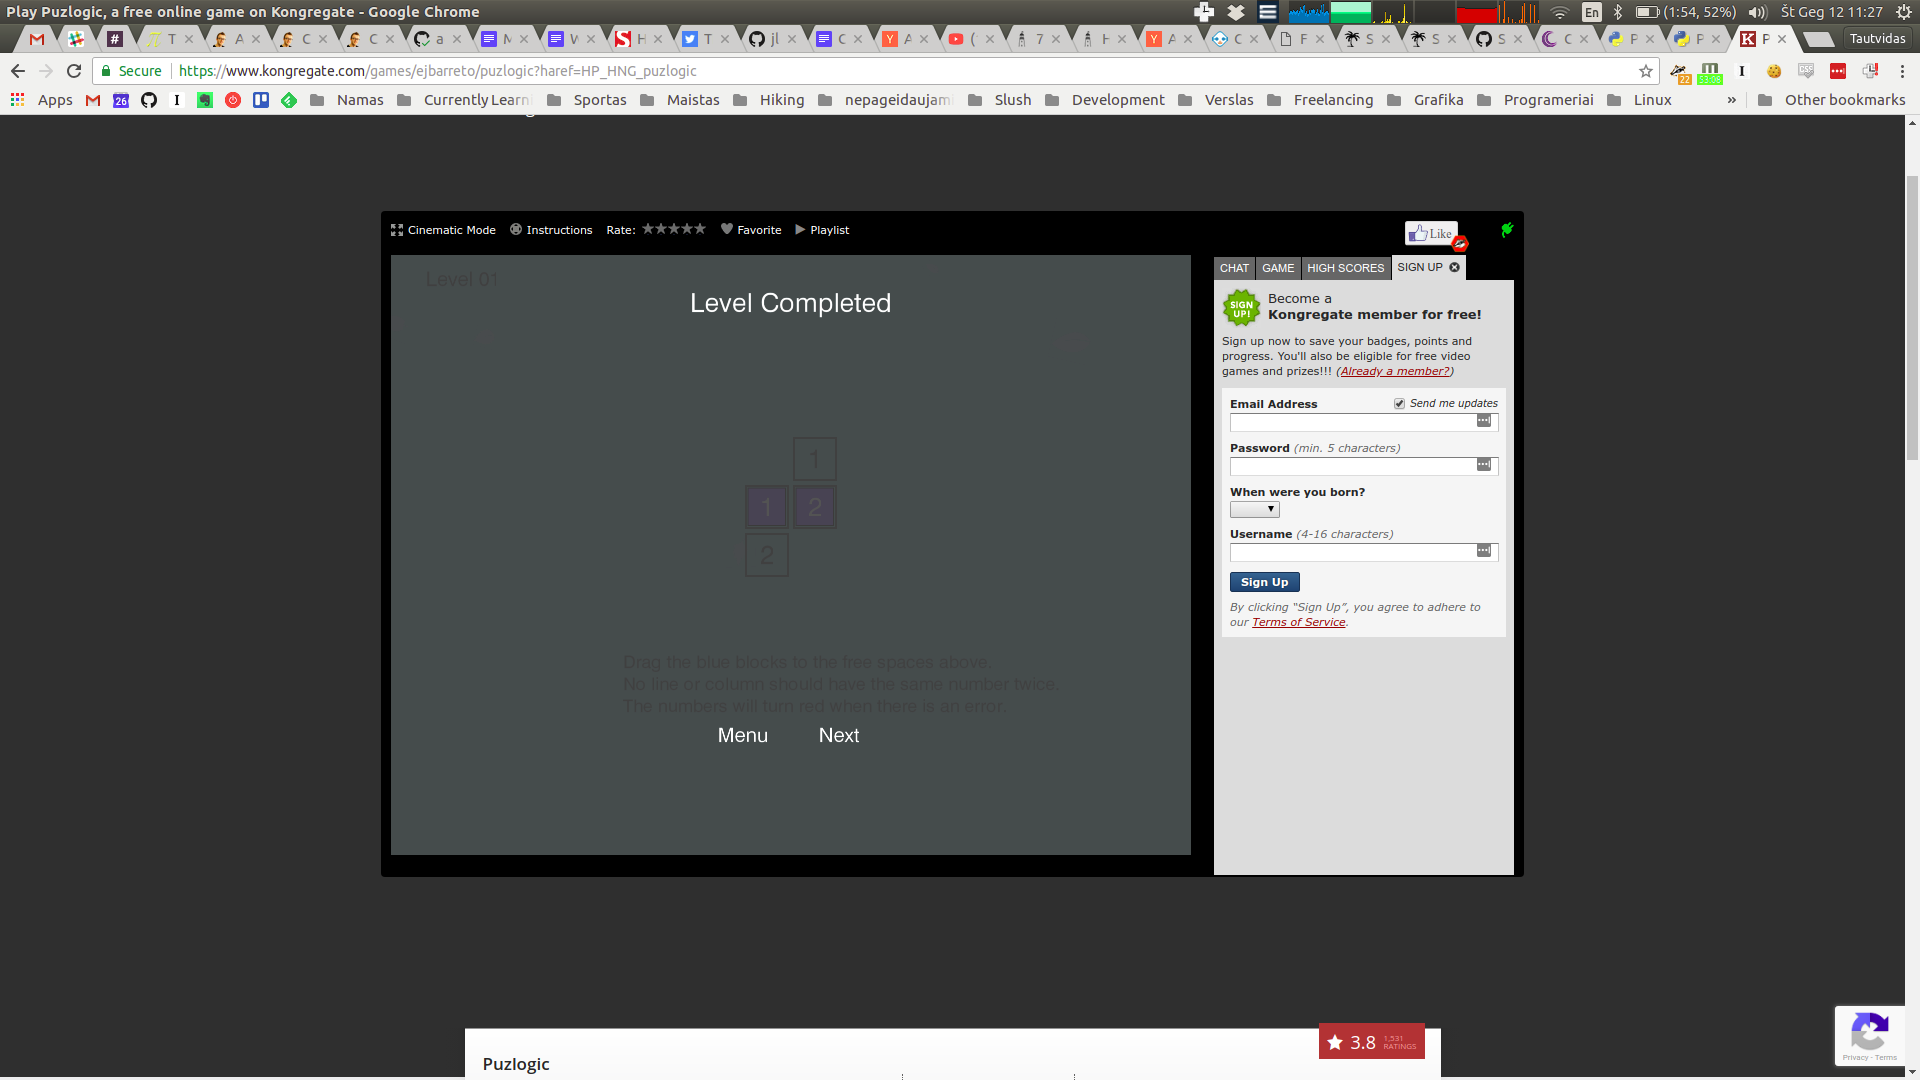 Play Puzlogic, a free online game on Kongregate - Google Chrome
En
(1:54, 52%)
Št Geg 12 11:27
Tautvidas
Secure
https://www.kongregate.com/games/ejbarreto/puzlogic?haref=HP_HNG_puzlogic
22
Apps
Namas
Currently Learni
Sportas
Maistas
Hiking
nepageidaujami
Slush
Development
Verslas
Freelancing
Grafika
Programeriai
Linux
»
Other bookmarks
Cinematic Mode
Instructions
Rate:
Favorite
Playlist
Like
Level 01
Level Completed
1
1 2
2
Drag the blue blocks to the free spaces above.
No line or column should have the same number twice.
The numbers will turn red when there is an error.
Menu
Next
CHAT
GAME
HIGH SCORES
SIGN UP
SIGN UP!
Become a
Kongregate member for free!
Sign up now to save your badges, points and
progress. You'll also be eligible for free video
games and prizes!!! (Already a member?)
Email Address
Send me updates
Password (min. 5 characters)
When were you born?
Username (4-16 characters)
Sign Up
By clicking “Sign Up”, you agree to adhere to
our Terms of Service.
3.8
1,531
RATINGS
Puzlogic
Privacy - Terms